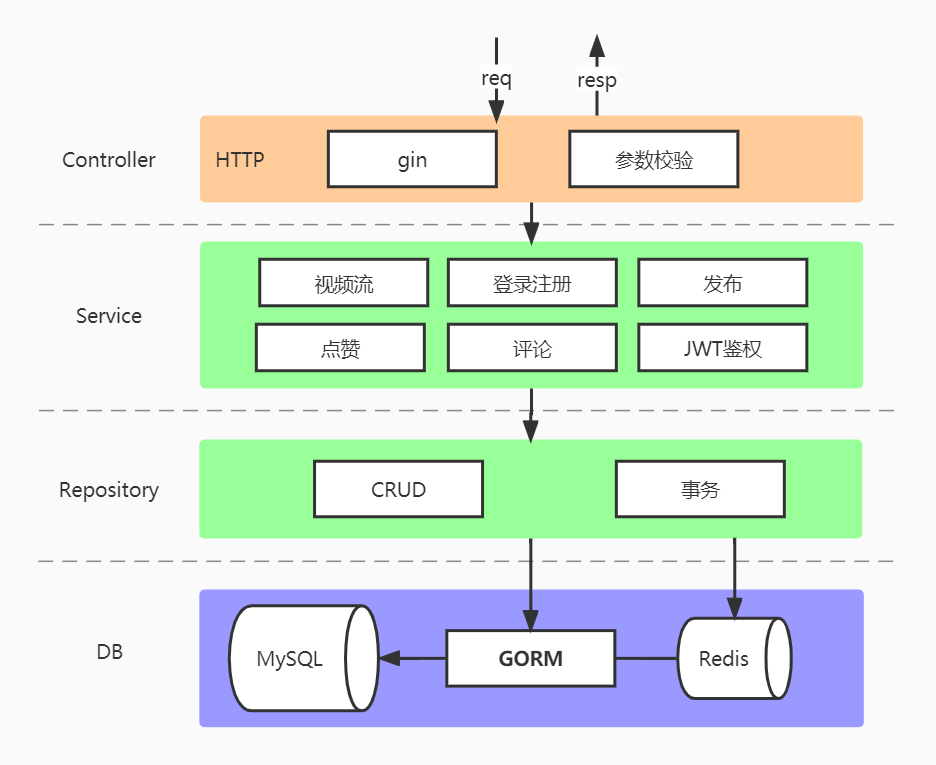 req
resp
Controller
HTTP
gin
参数校验
Service
视频流
登录注册
发布
点赞
评论
JWT鉴权
Repository
CRUD
事务
DB
MySQL
GORM
Redis